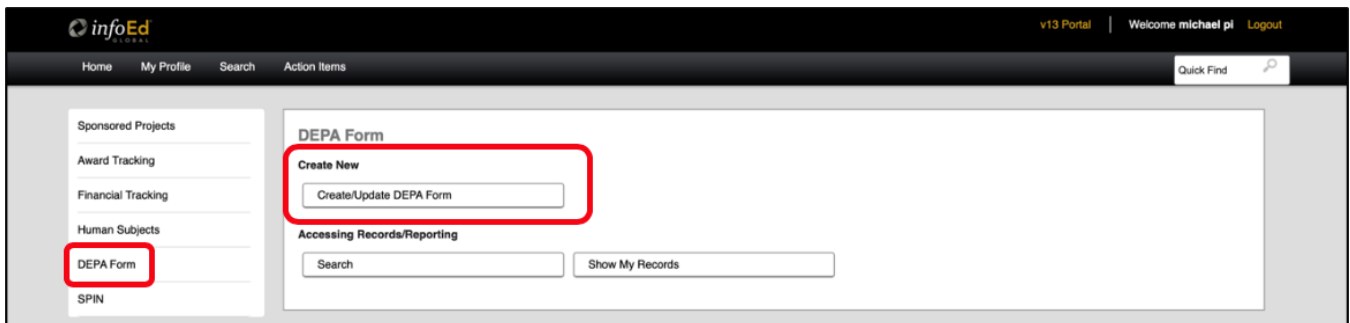 infoEd
GLOBAL
v13 Portal Welcome michael pi Logout
Home My Profile Search Action Items Quick Find
Sponsored Projects
Award Tracking
Financial Tracking
Human Subjects
DEPA Form
SPIN
DEPA Form
Create New
Create/Update DEPA Form
Accessing Records/Reporting
Search Show My Records